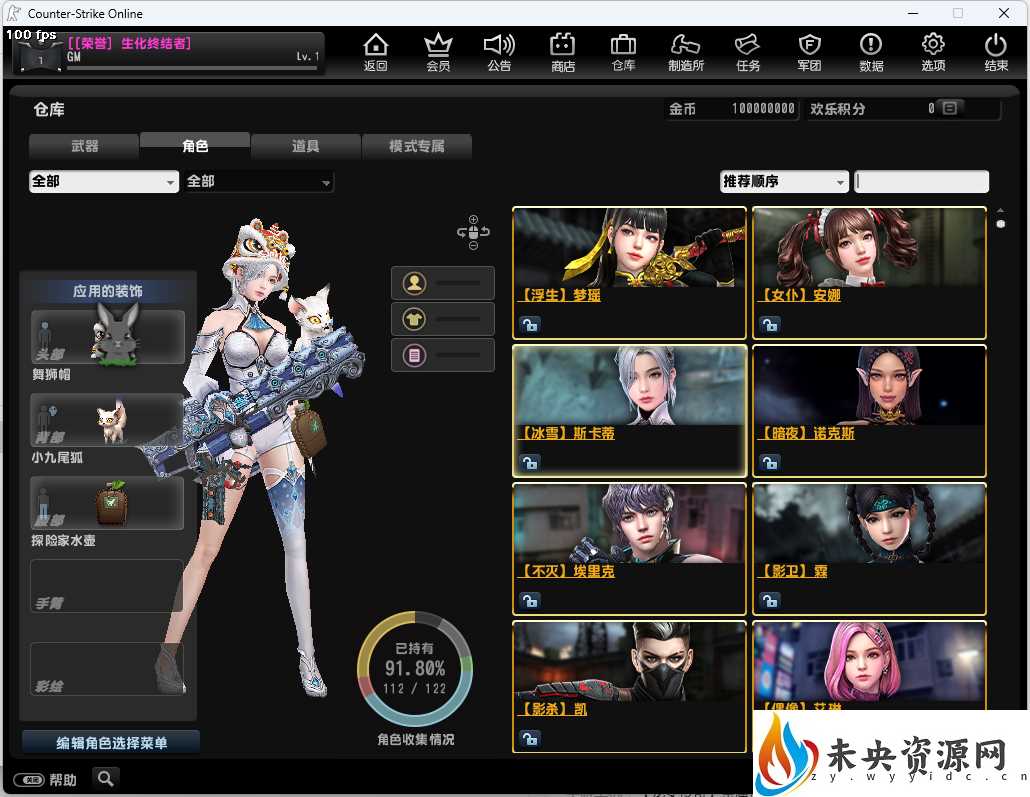 Counter-Strike Online
100 fps
[[荣誉] 生化终结者]
GM
Lv. 1
1
返回
会员
公告
商店
仓库
制造所
任务
军团
数据
选项
结束
仓库
金币 100000000 欢乐积分 0
武器 角色 道具 模式专属
全部 全部 推荐顺序
应用的装饰
头部
舞狮帽
背部
小九尾狐
腰部
探险家水壶
手臂
彩绘
编辑角色选择菜单
已持有
91.80%
112 / 122
角色收集情况
【浮生】梦瑶
【女仆】安娜
【冰雪】斯卡蒂
【暗夜】诺克斯
【不灭】埃里克
【影卫】霖
【影杀】凯
【偶像】艾琳
帮助
未央资源网
zy.wyyidc.cn